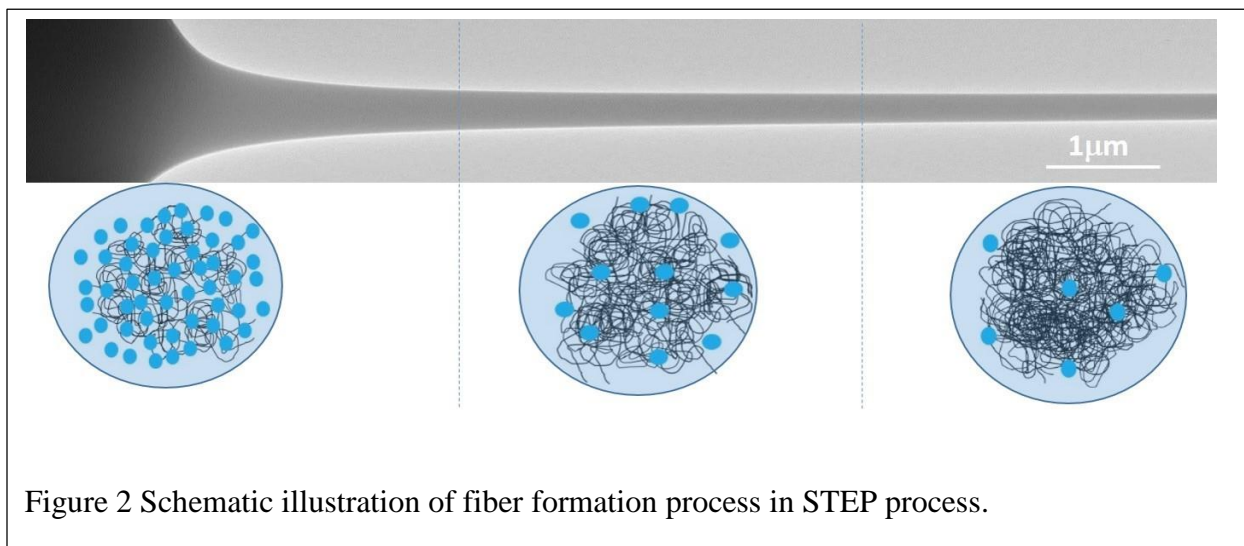 1μm
Figure 2 Schematic illustration of fiber formation process in STEP process.